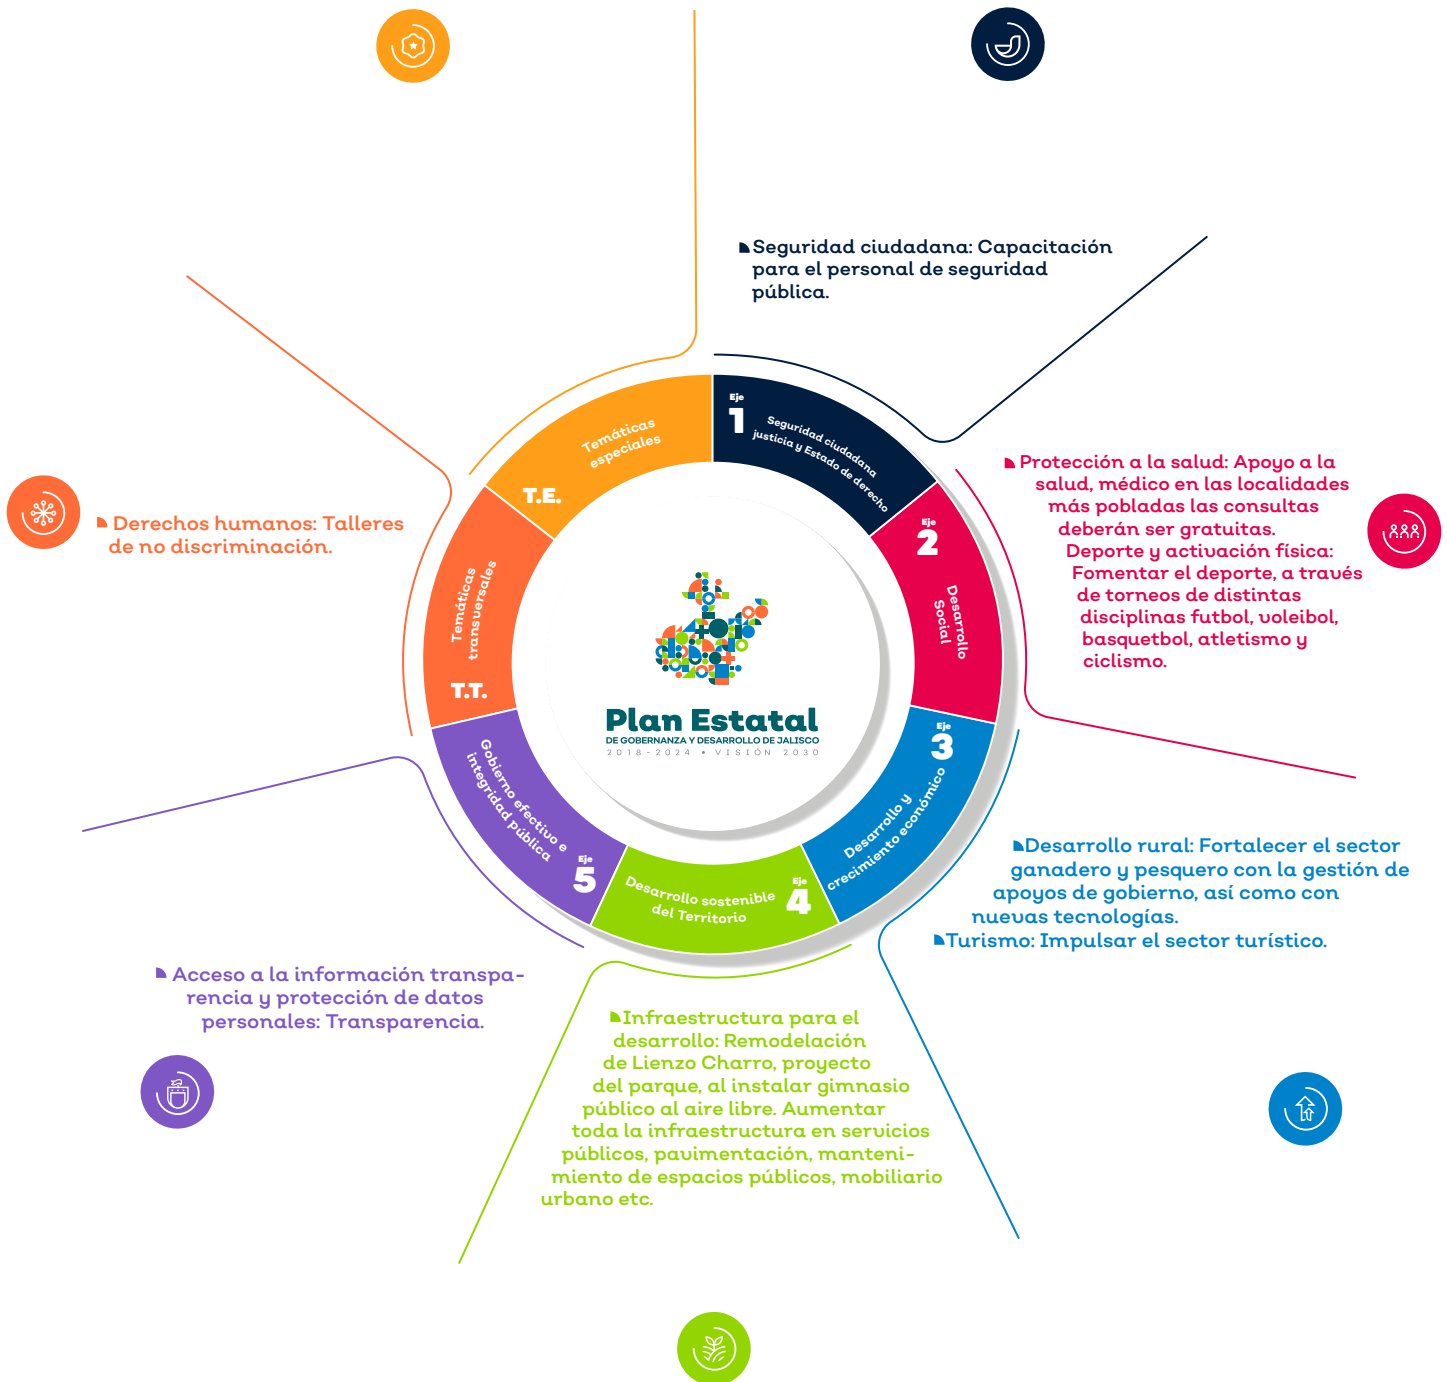 Seguridad ciudadana: Capacitación
para el personal de seguridad
pública.
Eje
1
Seguridad ciudadana
justicia y Estado de derecho
Protección a la salud: Apoyo a la
salud, médico en las localidades
más pobladas las consultas
deberán ser gratuitas.
Deporte y activación física:
Fomentar el deporte, a través
de torneos de distintas
disciplinas futbol, voleibol,
basquetbol, atletismo y
ciclismo.
Eje
2
Desarrollo
Social
Eje
3
Desarrollo y
crecimiento económico
Desarrollo rural: Fortalecer el sector
ganadero y pesquero con la gestión de
apoyos de gobierno, así como con
nuevas tecnologías.
Turismo: Impulsar el sector turístico.
Eje
4
Desarrollo sostenible
del Territorio
Infraestructura para el
desarrollo: Remodelación
de Lienzo Charro, proyecto
del parque, al instalar gimnasio
público al aire libre. Aumentar
toda la infraestructura en servicios
públicos, pavimentación, manteni-
miento de espacios públicos, mobiliario
urbano etc.
Eje
5
Gobierno efectivo e
integridad pública
Acceso a la información transpa-
rencia y protección de datos
personales: Transparencia.
T.T.
Temáticas
transversales
Derechos humanos: Talleres
de no discriminación.
T.E.
Temáticas
especiales
Plan Estatal
DE GOBERNANZA Y DESARROLLO DE JALISCO
2018-2024 • VISIÓN 2030